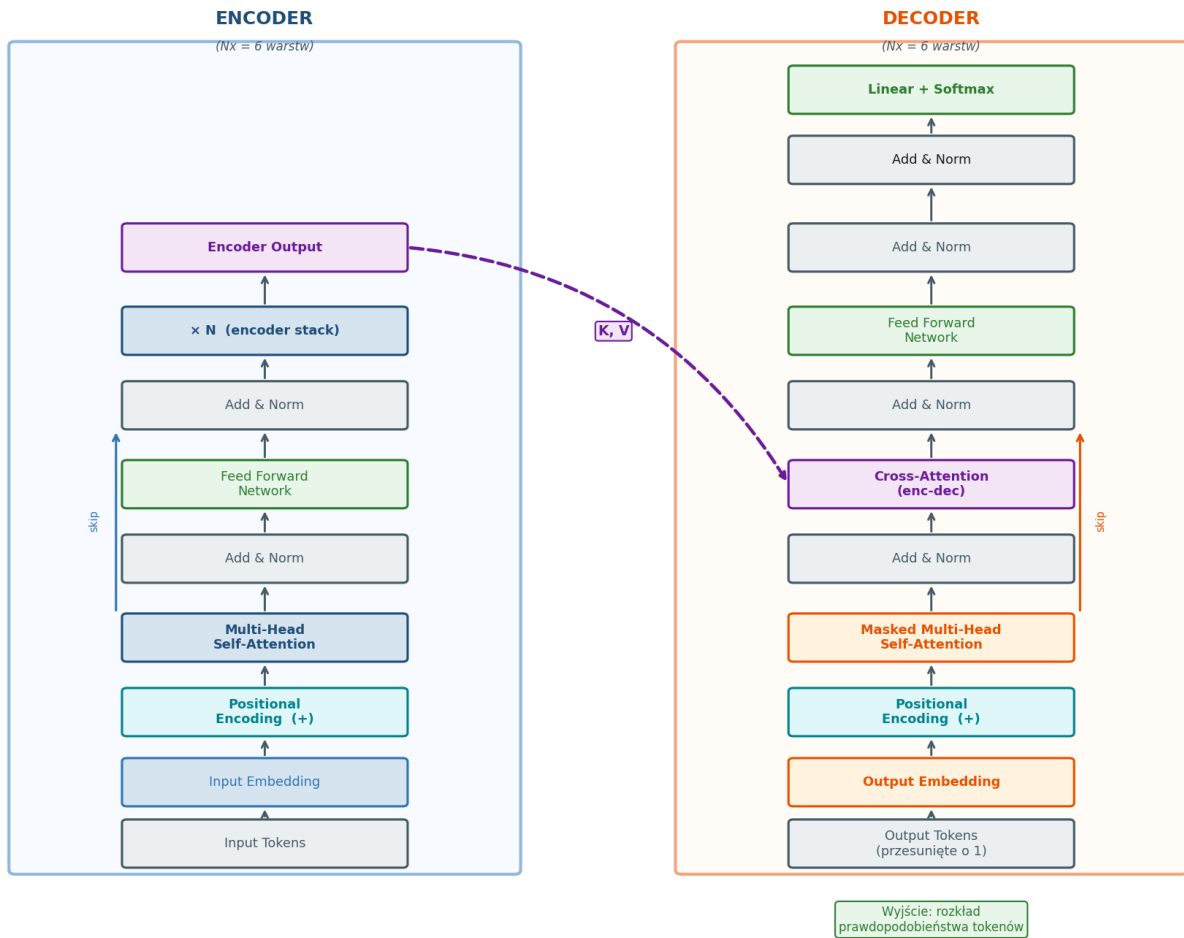 ENCODER
(Nx = 6 warstw)
Encoder Output
× N (encoder stack)
Add & Norm
Feed Forward
Network
Add & Norm
Multi-Head
Self-Attention
Positional
Encoding (+)
Input Embedding
Input Tokens
skip
K, V
DECODER
(Nx = 6 warstw)
Linear + Softmax
Add & Norm
Add & Norm
Feed Forward
Network
Add & Norm
Cross-Attention
(enc-dec)
Add & Norm
Masked Multi-Head
Self-Attention
Positional
Encoding (+)
Output Embedding
Output Tokens
(przesunięte o 1)
skip
Wyjście: rozkład
prawdopodobieństwa tokenów